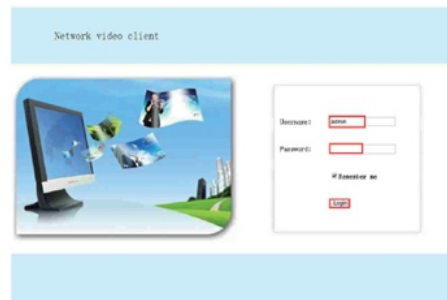 Network video client
Username: admin
Password:
Remember me
Login